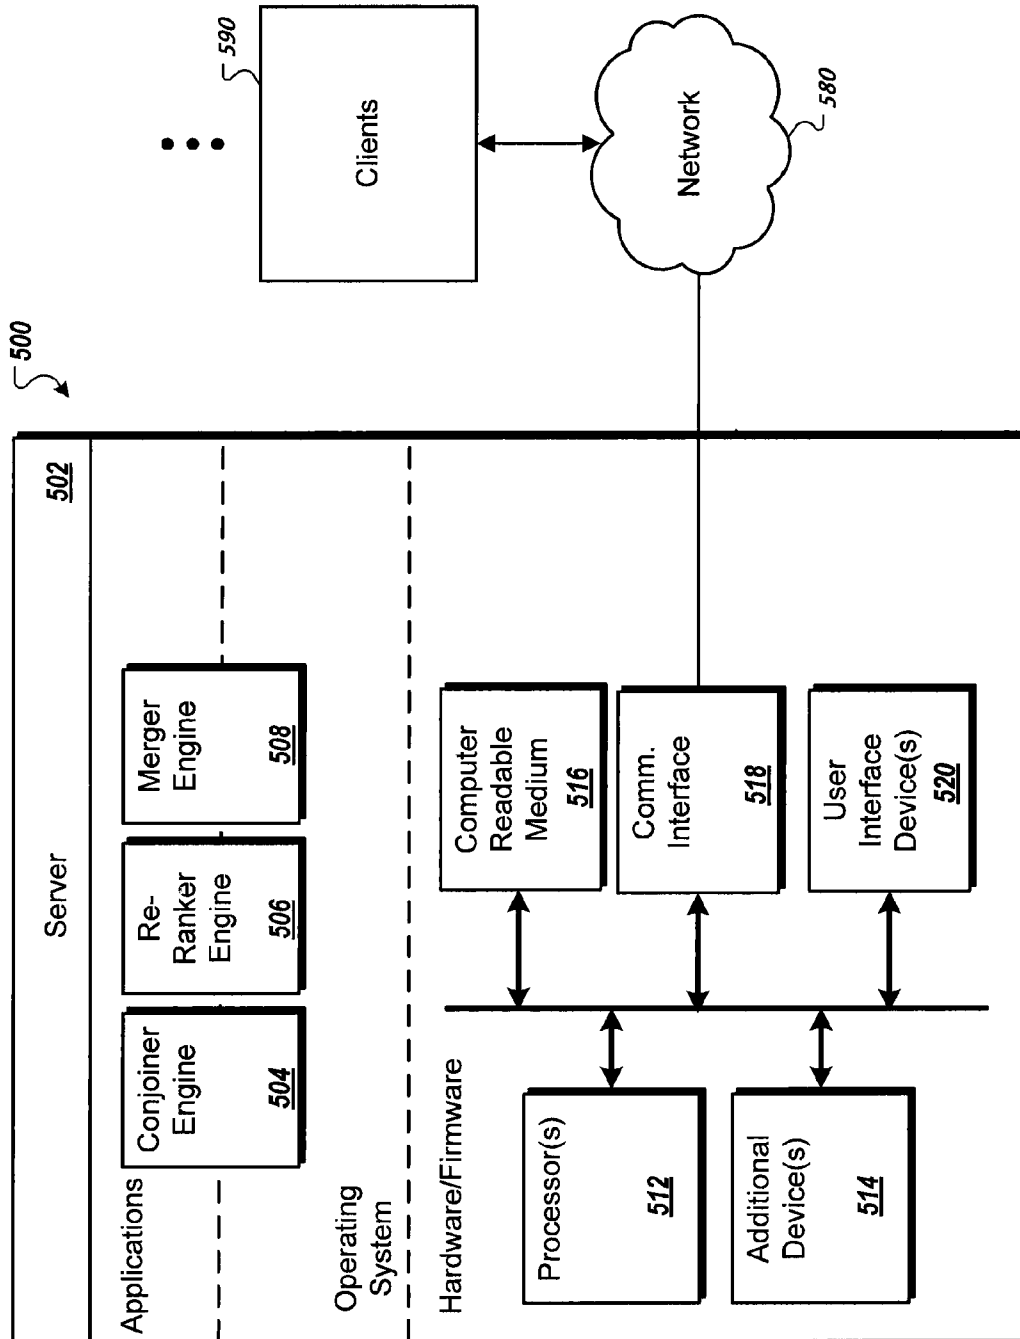 500
Server
502
Applications
Conjoiner
Engine
504
Re-
Ranker
Engine
506
Merger
Engine
508
Operating
System
Hardware/Firmware
Processor(s)
512
Additional
Device(s)
514
Computer
Readable
Medium
516
Comm.
Interface
518
User
Interface
Device(s)
520
Clients
590
Network
580